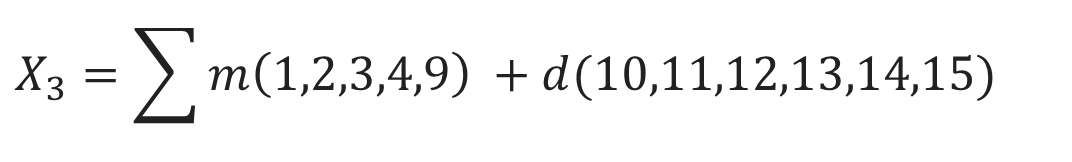 X₃ = ∑ m(1,2,3,4,9) + d(10,11,12,13,14,15)